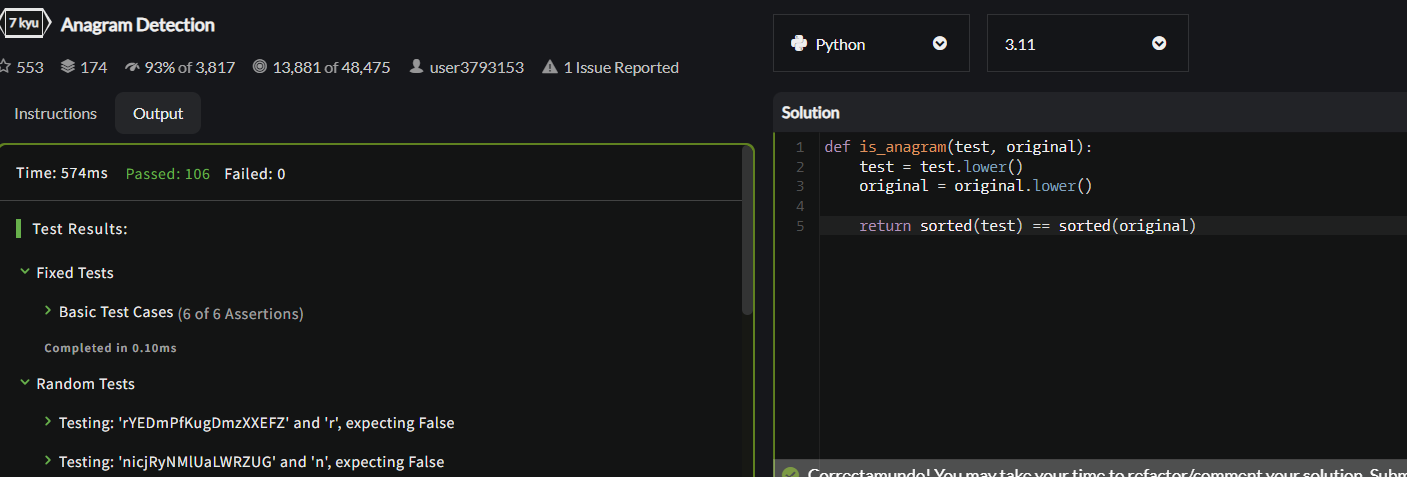 7 kyu Anagram Detection
553 174 93% of 3,817 13,881 of 48,475 user3793153 1 Issue Reported
Instructions Output
Time: 574ms Passed: 106 Failed: 0
Test Results:
Fixed Tests
Basic Test Cases (6 of 6 Assertions)
Completed in 0.10ms
Random Tests
Testing: 'rYEDmPfKugDmzXXEFZ' and 'r', expecting False
Testing: 'nicjRyNMlUaLWRZUG' and 'n', expecting False
Python 3.11
Solution
1 def is_anagram(test, original):
2 test = test.lower()
3 original = original.lower()
4
5 return sorted(test) == sorted(original)
Correctamundo! You may take your time to refactor/comment your solution. Subm